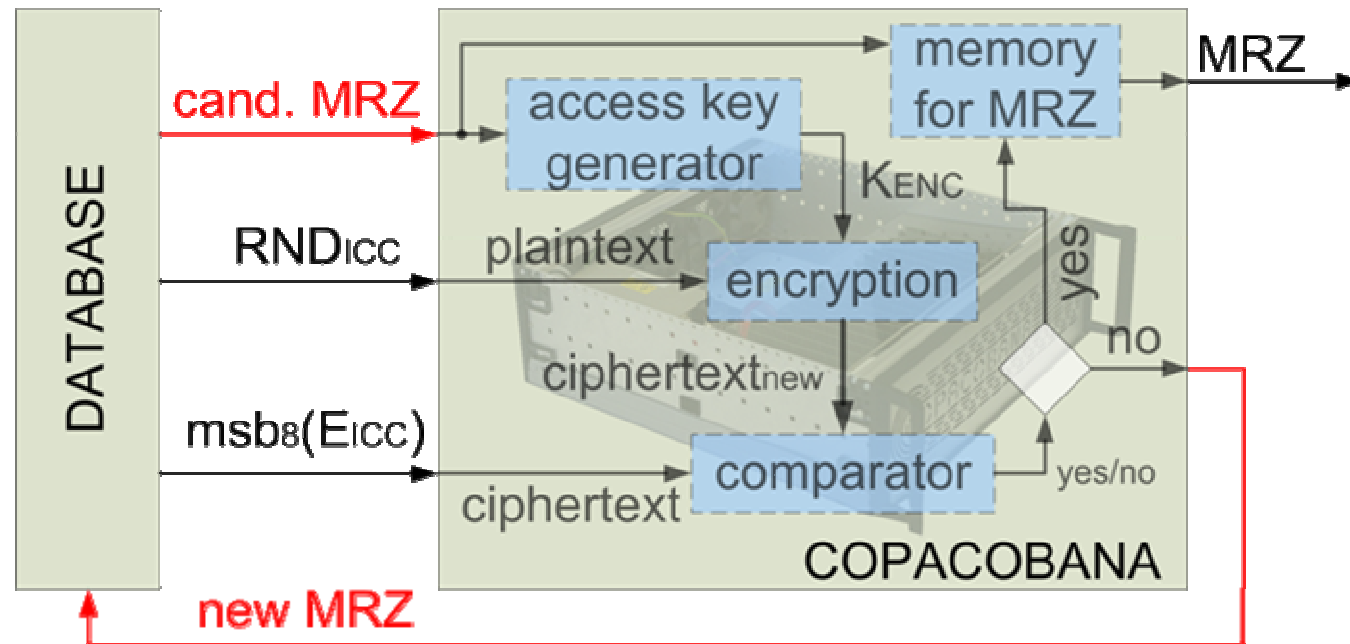 DATABASE
cand. MRZ
RNDICC
msb8(EICC)
new MRZ
access key
generator
memory
for MRZ
MRZ
KENC
plaintext
encryption
yes
no
ciphertextnew
comparator
yes/no
ciphertext
COPACOBANA